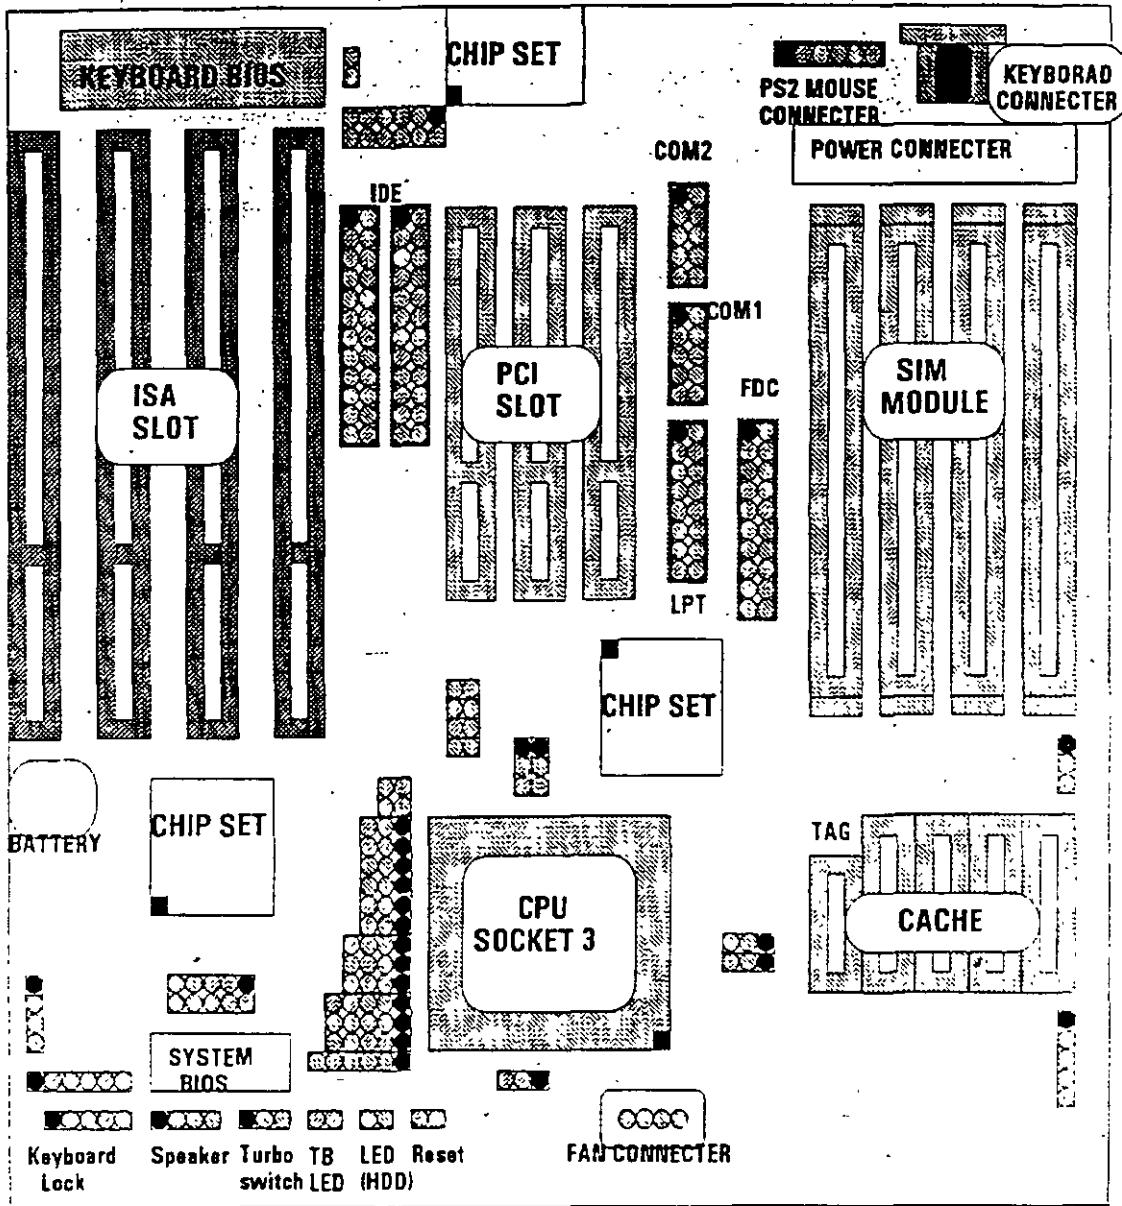 CHIP SET
KEYBOARD BIOS
PS2 MOUSE
CONNECTER
KEYBORAD
CONNECTER
COM2
POWER CONNECTER
IDE
COM1
ISA
SLOT
PCI
SLOT
FDC
SIM
MODULE
LPT
CHIP SET
BATTERY
CHIP SET
TAG
CPU
SOCKET 3
CACHE
SYSTEM
BIOS
Keyboard
Lock
Speaker
Turbo
switch
TB
LED
LED
(HDD)
Reset
FAN CONNECTER